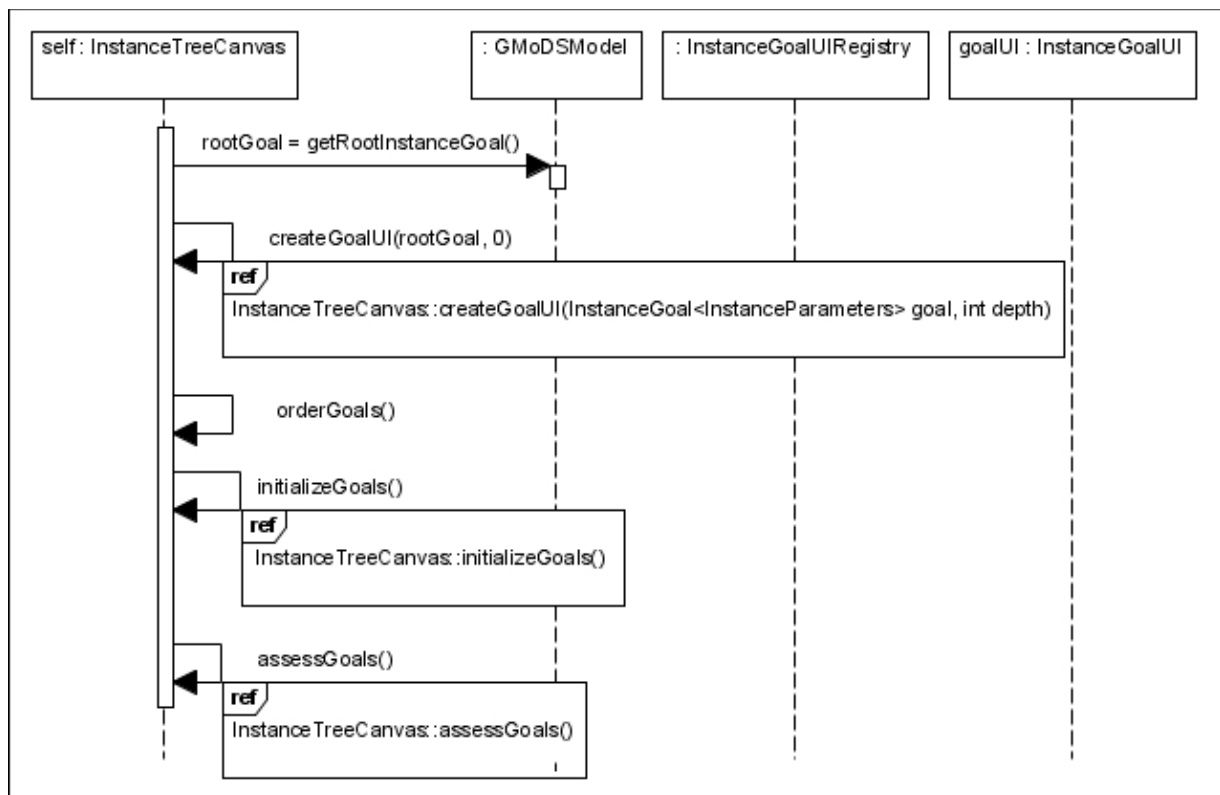 self : InstanceTreeCanvas
: GMoDSModel
: InstanceGoalUIRegistry
goalUI : InstanceGoalUI
rootGoal = getRootInstanceGoal()
createGoalUI(rootGoal, 0)
ref
InstanceTreeCanvas::createGoalUI(InstanceGoal<InstanceParameters> goal, int depth)
orderGoals()
initializeGoals()
ref
InstanceTreeCanvas::initializeGoals()
assessGoals()
ref
InstanceTreeCanvas::assessGoals()